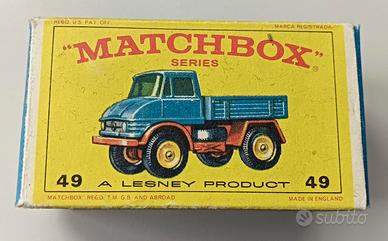 REGD. U.S. PAT. OFF. MARCA REGISTRADA
"MATCHBOX"®
SERIES
49 A LESNEY PRODUCT 49
MATCHBOX REGD. T.M. G.B. AND ABROAD MADE IN ENGLAND
subito